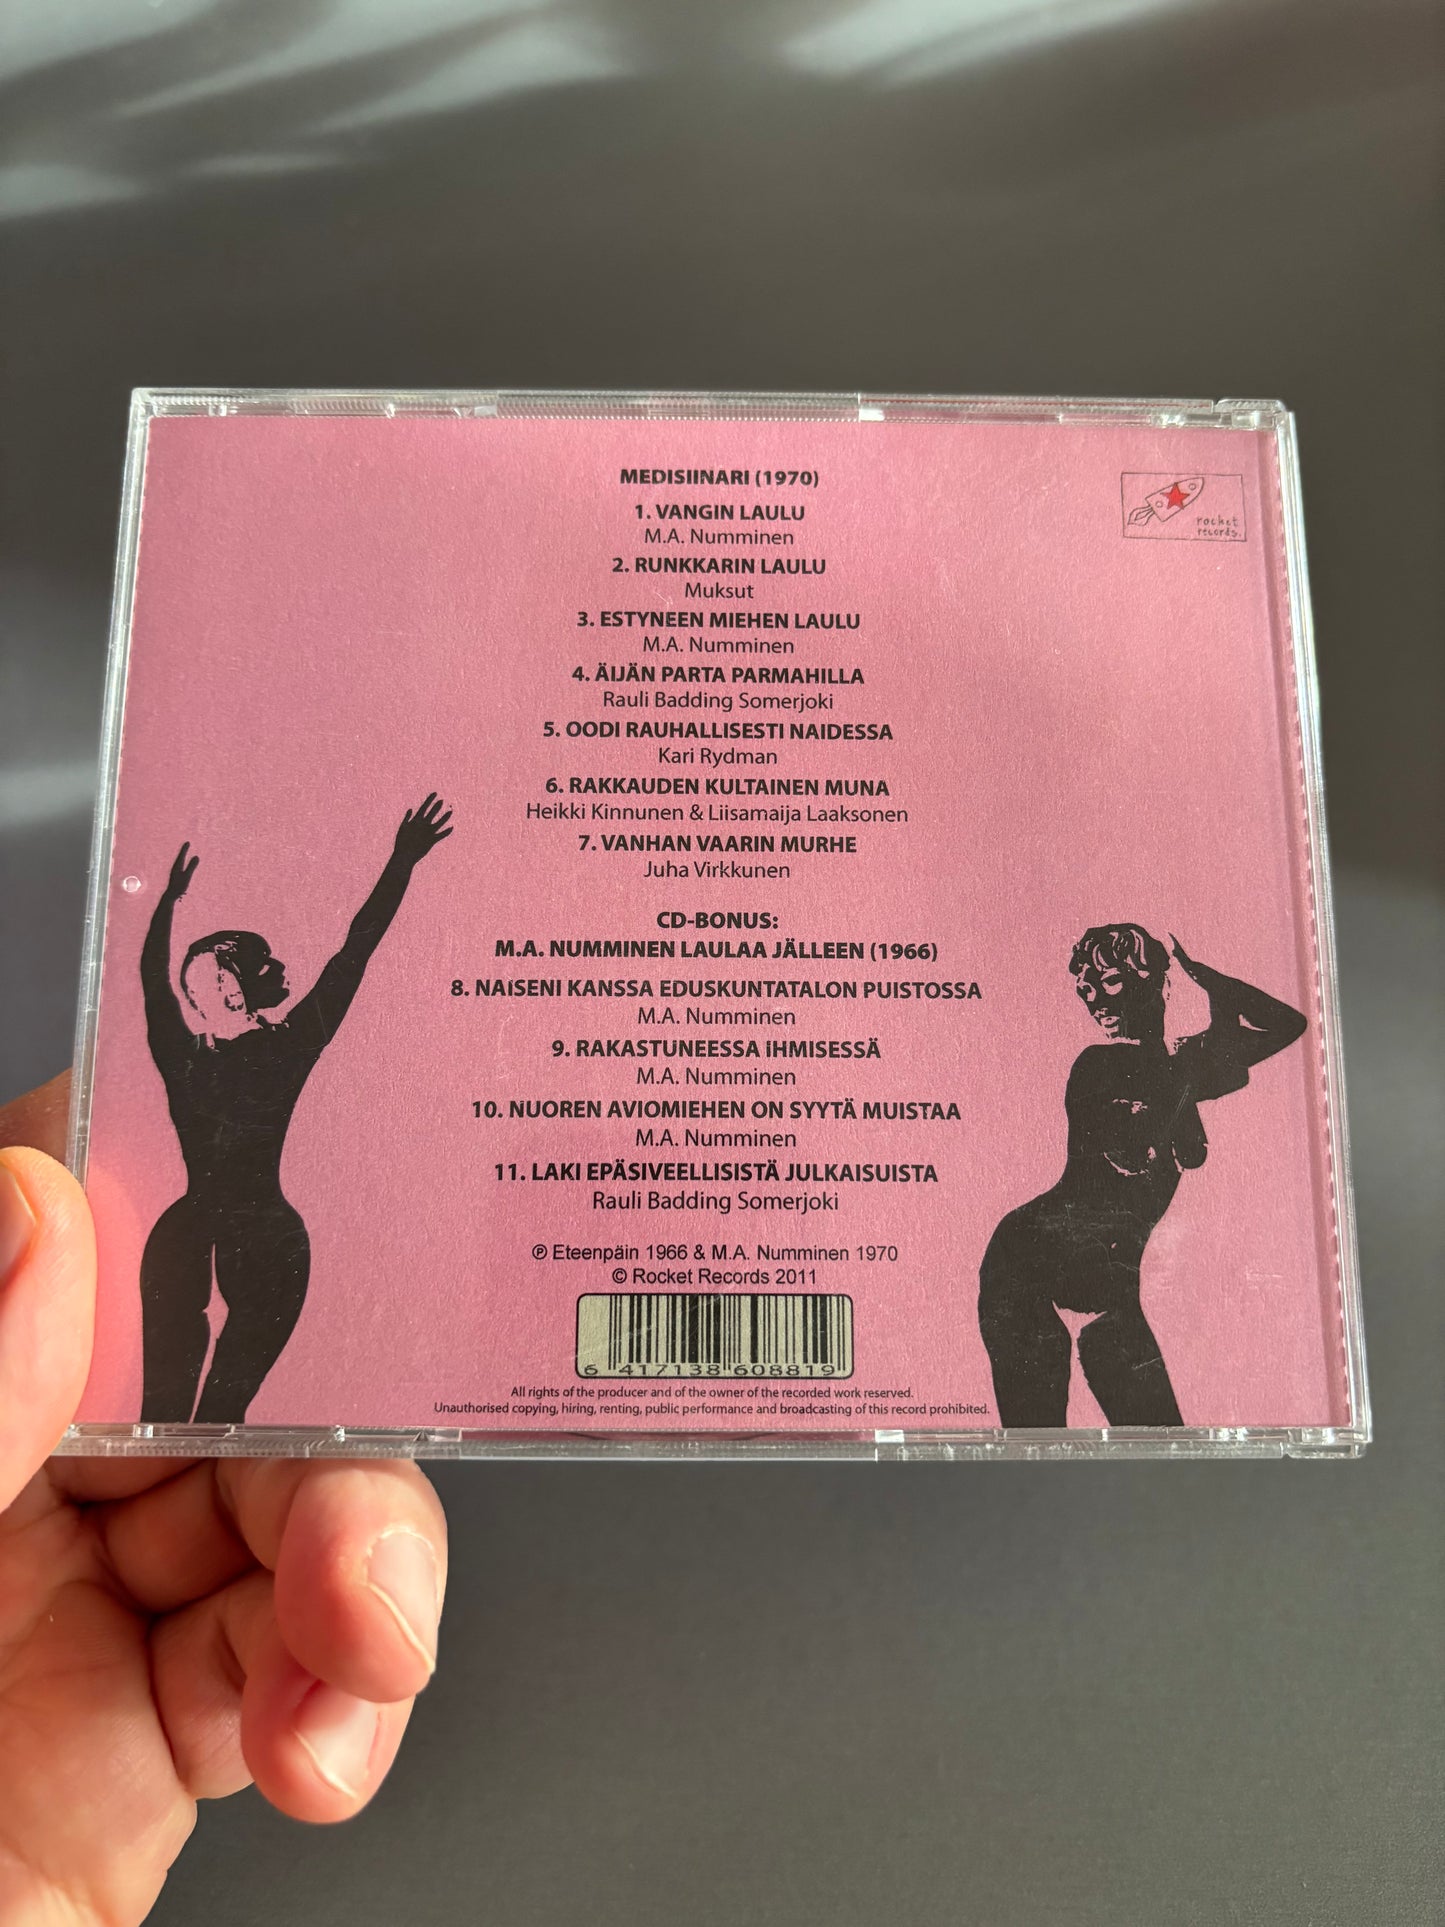 MEDISIINARI (1970)
1. VANGIN LAULU
M.A. Numminen
2. RUNKKARIN LAULU
Muksut
3. ESTYNEEN MIEHEN LAULU
M.A. Numminen
4. ÄIJÄN PARTA PARMAHILLA
Rauli Badding Somerjoki
5. OODI RAUHALLISESTI NAIDESSA
Kari Rydman
6. RAKKAUDEN KULTAINEN MUNA
Heikki Kinnunen & Liisamaija Laaksonen
7. VANHAN VAARIN MURHE
Juha Virkkunen
CD-BONUS:
M.A. NUMMINEN LAULAA JÄLLEEN (1966)
8. NAISENI KANSSA EDUSKUNTATALON PUISTOSSA
M.A. Numminen
9. RAKASTUNEESSA IHMISESSÄ
M.A. Numminen
10. NUOREN AVIOMIEHEN ON SYYTÄ MUISTAA
M.A. Numminen
11. LAKI EPÄSIVEELLISISTÄ JULKAISUISTA
Rauli Badding Somerjoki
℗ Eteenpäin 1966 & M.A. Numminen 1970
© Rocket Records 2011
6 417138 608819
All rights of the producer and of the owner of the recorded work reserved.
Unauthorised copying, hiring, renting, public performance and broadcasting of this record prohibited.
rocket
records.